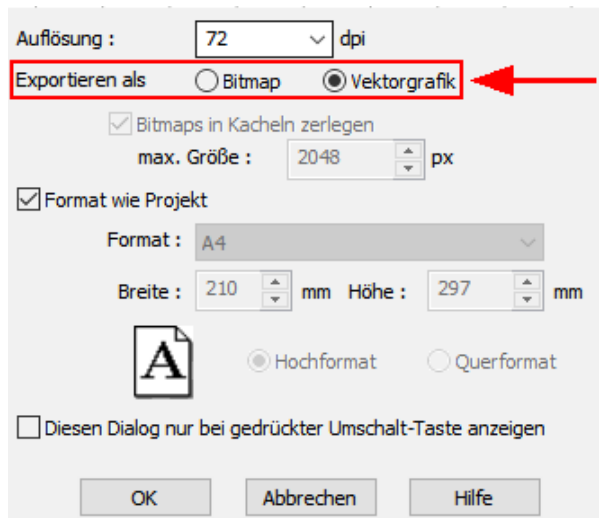 Auflösung : 72 dpi
Exportieren als Bitmap Vektorgrafik
Bitmaps in Kacheln zerlegen
max. Größe : 2048 px
Format wie Projekt
Format : A4
Breite : 210 mm Höhe : 297 mm
A Hochformat Querformat
Diesen Dialog nur bei gedrückter Umschalt-Taste anzeigen
OK Abbrechen Hilfe